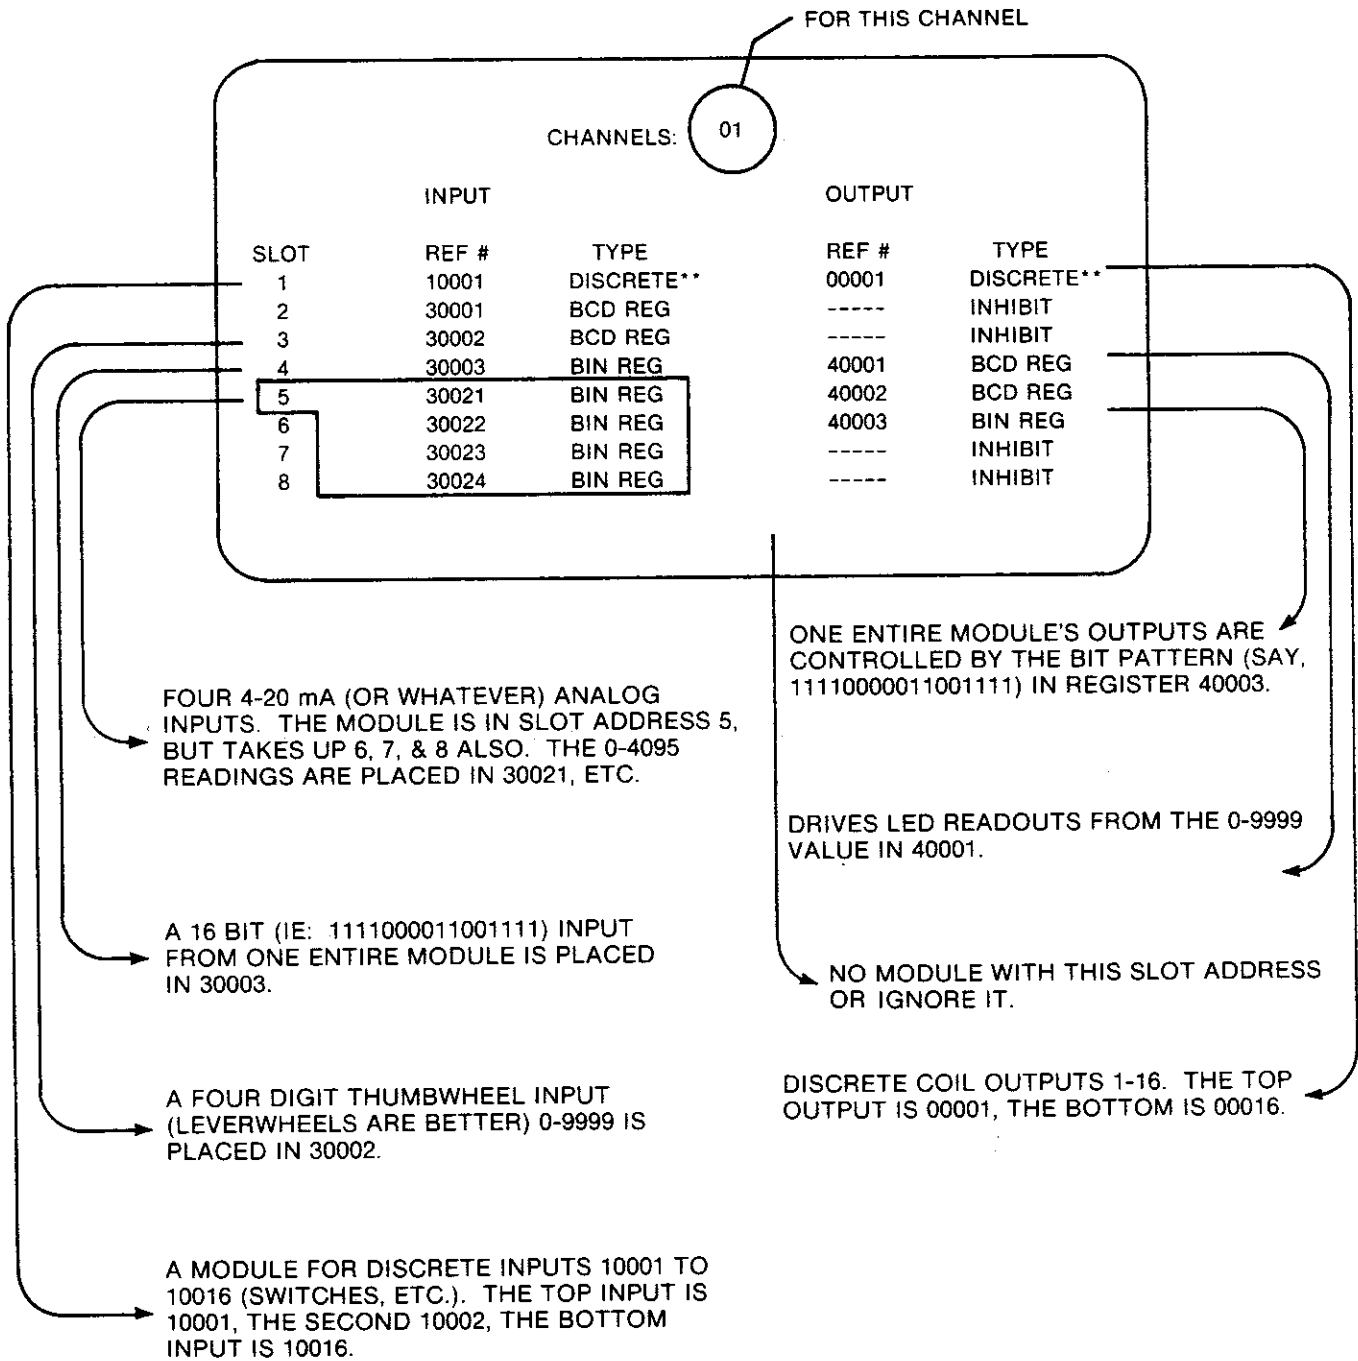 FOR THIS CHANNEL
CHANNELS: 01
INPUT OUTPUT
SLOT REF # TYPE REF # TYPE
1 10001 DISCRETE** 00001 DISCRETE**
2 30001 BCD REG ----- INHIBIT
3 30002 BCD REG ----- INHIBIT
4 30003 BIN REG 40001 BCD REG
5 30021 BIN REG 40002 BCD REG
6 30022 BIN REG 40003 BIN REG
7 30023 BIN REG ----- INHIBIT
8 30024 BIN REG ----- INHIBIT
ONE ENTIRE MODULE'S OUTPUTS ARE
CONTROLLED BY THE BIT PATTERN (SAY,
11110000011001111) IN REGISTER 40003.
FOUR 4-20 mA (OR WHATEVER) ANALOG
INPUTS. THE MODULE IS IN SLOT ADDRESS 5,
BUT TAKES UP 6, 7, & 8 ALSO. THE 0-4095
READINGS ARE PLACED IN 30021, ETC.
DRIVES LED READOUTS FROM THE 0-9999
VALUE IN 40001.
A 16 BIT (IE: 1111000011001111) INPUT
FROM ONE ENTIRE MODULE IS PLACED
IN 30003.
NO MODULE WITH THIS SLOT ADDRESS
OR IGNORE IT.
A FOUR DIGIT THUMBWHEEL INPUT
(LEVERWHEELS ARE BETTER) 0-9999 IS
PLACED IN 30002.
DISCRETE COIL OUTPUTS 1-16. THE TOP
OUTPUT IS 00001, THE BOTTOM IS 00016.
A MODULE FOR DISCRETE INPUTS 10001 TO
10016 (SWITCHES, ETC.). THE TOP INPUT IS
10001, THE SECOND 10002, THE BOTTOM
INPUT IS 10016.